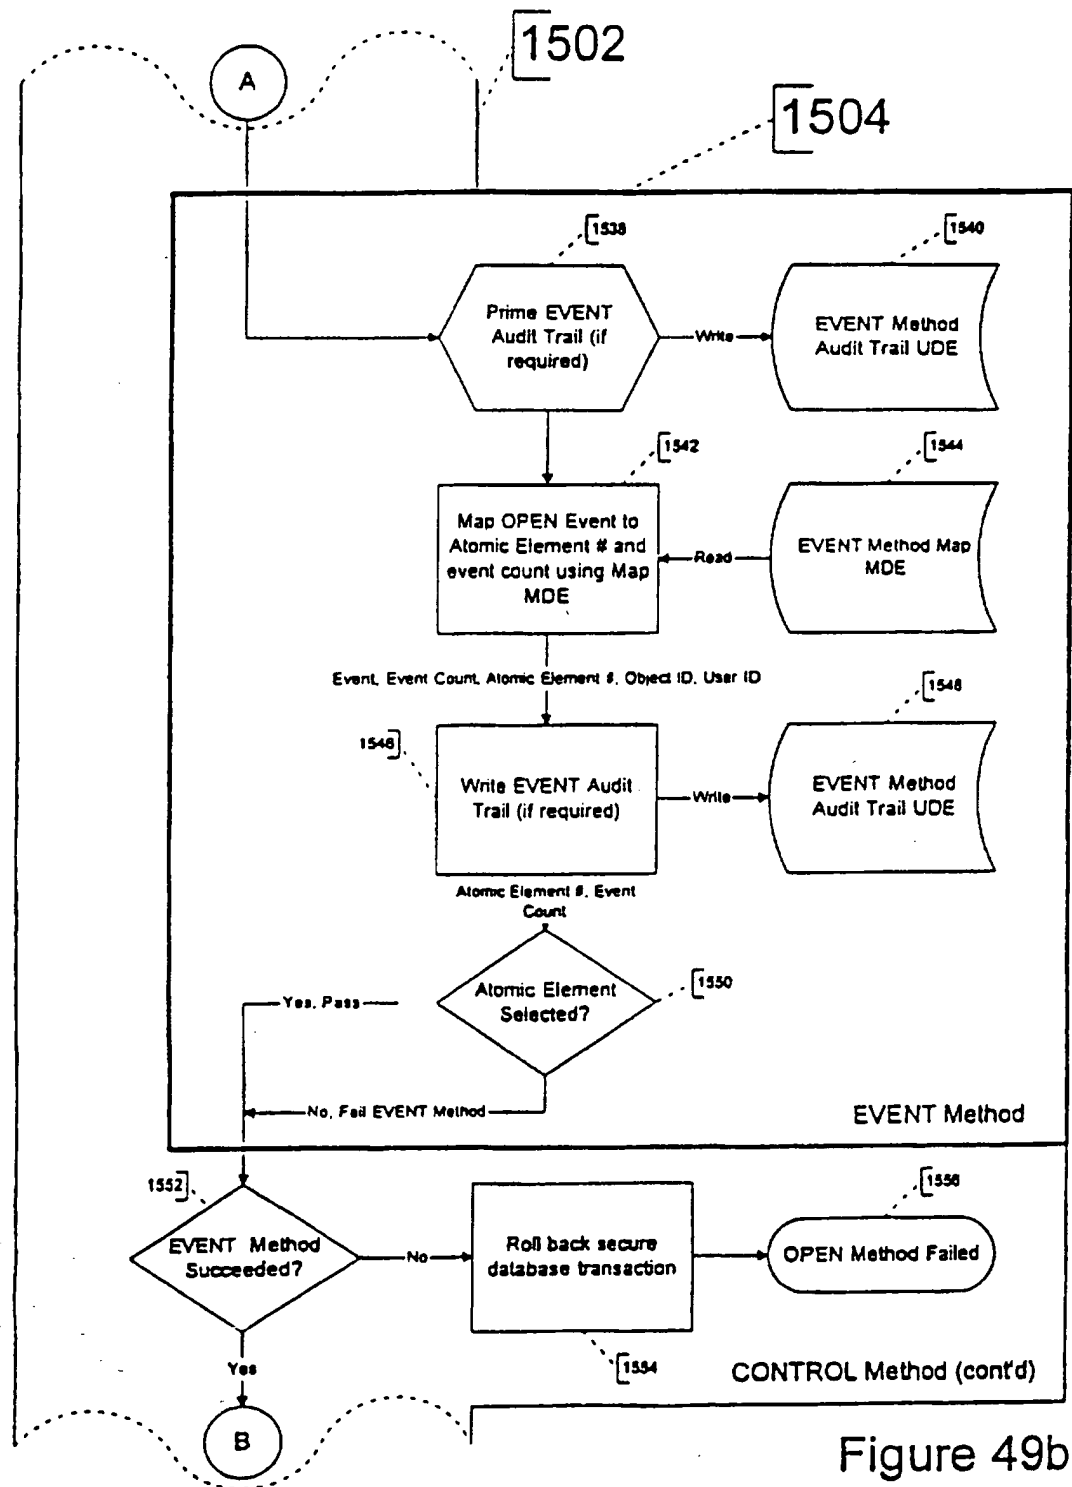 1502
A
1504
1538
1540
Prime EVENT
Audit Trail (if
required)
Write
EVENT Method
Audit Trail UDE
1542
1544
Map OPEN Event to
Atomic Element # and
event count using Map
MDE
Read
EVENT Method Map
MDE
Event, Event Count, Atomic Element #, Object ID, User ID
1546
1548
Write EVENT Audit
Trail (if required)
Write
EVENT Method
Audit Trail UDE
Atomic Element #, Event
Count
1550
Atomic Element
Selected?
Yes, Pass
No, Fail EVENT Method
EVENT Method
1552
1556
EVENT Method
Succeeded?
No
Roll back secure
database transaction
OPEN Method Failed
Yes
1554
CONTROL Method (cont'd)
B
Figure 49b